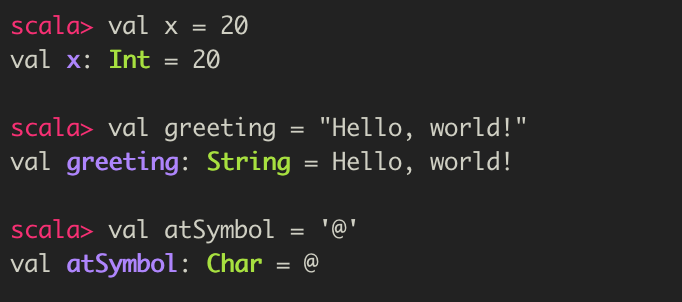 scala> val x = 20
val x: Int = 20
scala> val greeting = "Hello, world!"
val greeting: String = Hello, world!
scala> val atSymbol = '@'
val atSymbol: Char = @